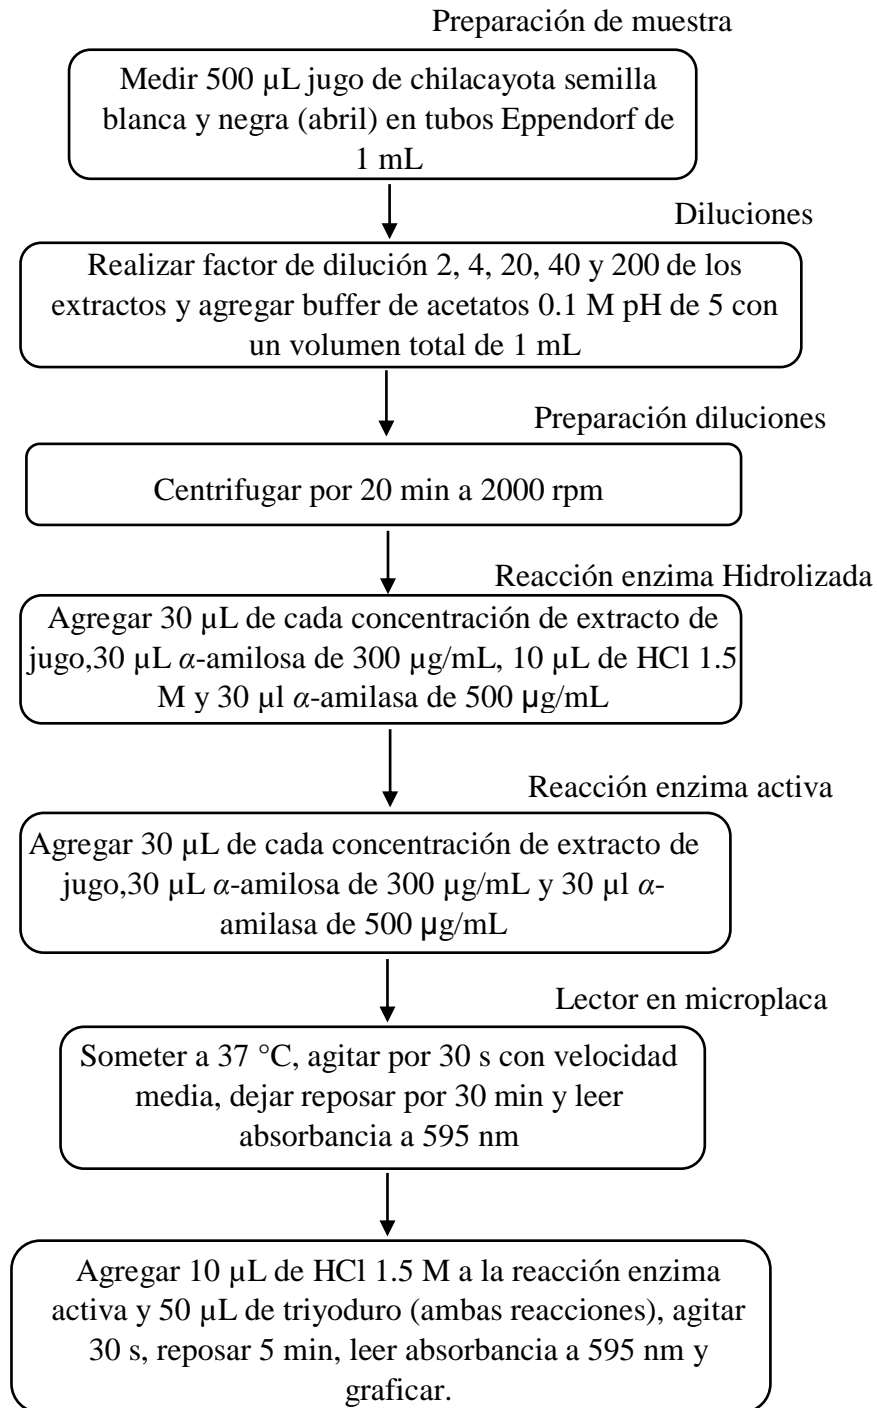 Preparación de muestra
Medir 500 µL jugo de chilacayota semilla
blanca y negra (abril) en tubos Eppendorf de
1 mL
Diluciones
Realizar factor de dilución 2, 4, 20, 40 y 200 de los
extractos y agregar buffer de acetatos 0.1 M pH de 5 con
un volumen total de 1 mL
Preparación diluciones
Centrifugar por 20 min a 2000 rpm
Reacción enzima Hidrolizada
Agregar 30 µL de cada concentración de extracto de
jugo,30 µL α-amilosa de 300 µg/mL, 10 µL de HCl 1.5
M y 30 µl α-amilasa de 500 µg/mL
Reacción enzima activa
Agregar 30 µL de cada concentración de extracto de
jugo,30 µL α-amilosa de 300 µg/mL y 30 µl α-
amilasa de 500 µg/mL
Lector en microplaca
Someter a 37 °C, agitar por 30 s con velocidad
media, dejar reposar por 30 min y leer
absorbancia a 595 nm
Agregar 10 µL de HCl 1.5 M a la reacción enzima
activa y 50 µL de triyoduro (ambas reacciones), agitar
30 s, reposar 5 min, leer absorbancia a 595 nm y
graficar.